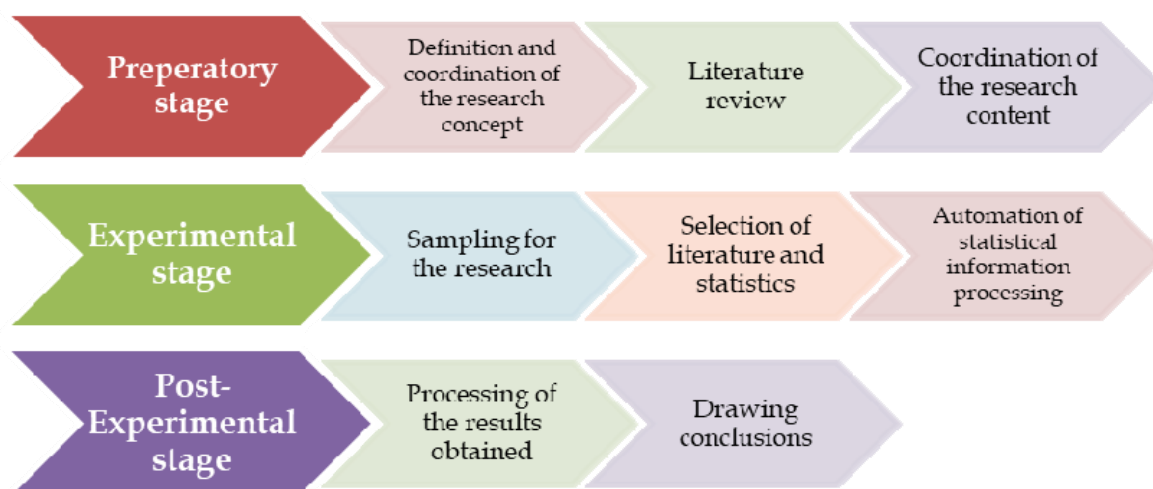 Preperatory
stage
Definition and
coordination of
the research
concept
Literature
review
Coordination of
the research
content
Experimental
stage
Sampling for
the research
Selection of
literature and
statistics
Automation of
statistical
information
processing
Post-
Experimental
stage
Processing of
the results
obtained
Drawing
conclusions